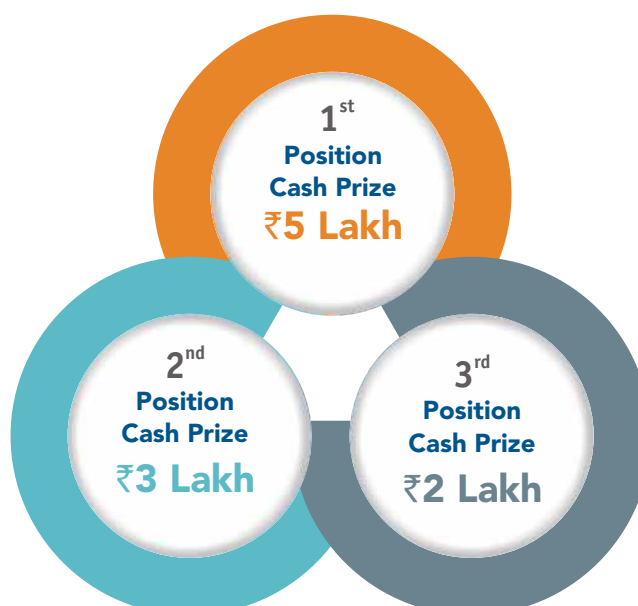 1st
Position
Cash Prize
₹5 Lakh
2nd
Position
Cash Prize
₹3 Lakh
3rd
Position
Cash Prize
₹2 Lakh